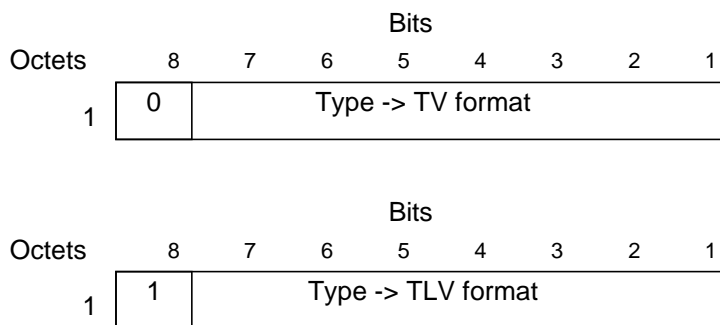 Bits
Octets 8 7 6 5 4 3 2 1
1 0 Type -> TV format
Bits
Octets 8 7 6 5 4 3 2 1
1 1 Type -> TLV format